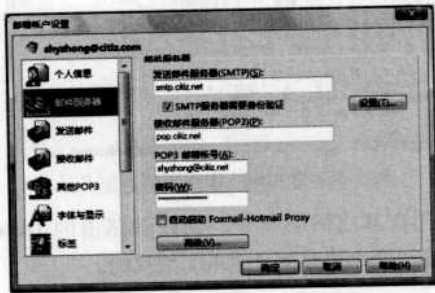 邮箱帐户设置
shyzhong@citiz.com
个人信息
邮件服务器
发送邮件
接收邮件
其他POP3
字体与显示
标签
邮件服务器
发送邮件服务器(SMTP)(S):
smtp.citiz.net
SMTP服务器需要身份验证
设置(T)...
接收邮件服务器(POP3)(P):
pop.citiz.net
POP3 邮箱帐号(A):
shyzhong@citiz.net
密码(W):
自动启动 Foxmail-Hotmail Proxy
高级(V)...
确定
取消
帮助(H)